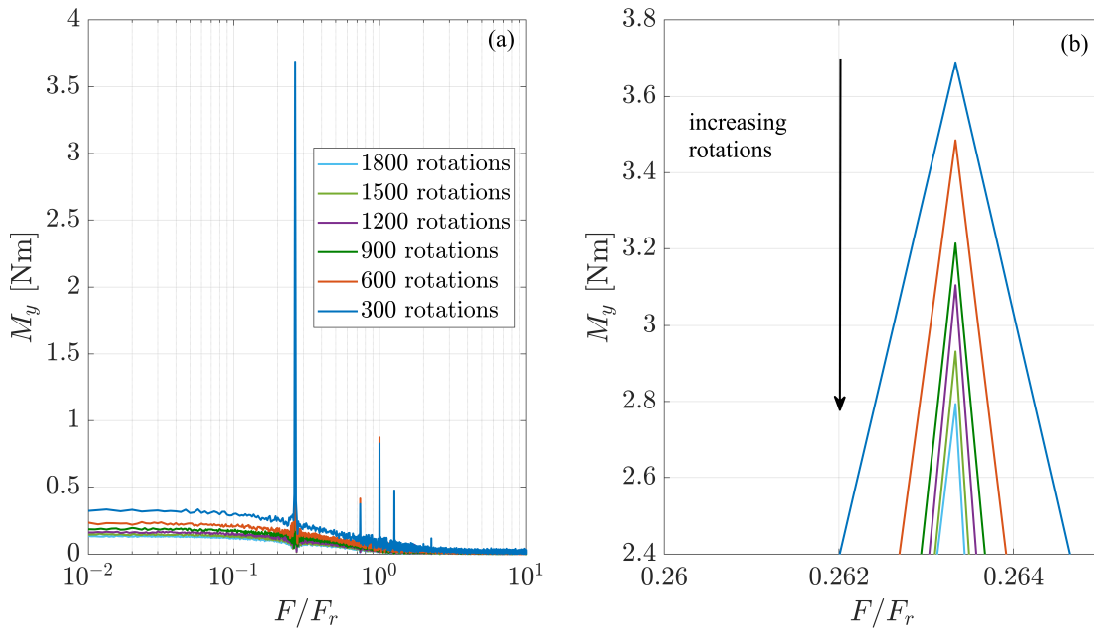 (a)
4
3.5
3
2.5
2
1.5
1
0.5
0
M_y [Nm]
1800 rotations
1500 rotations
1200 rotations
900 rotations
600 rotations
300 rotations
10^{-2} 10^{-1} 10^{0} 10^{1}
F/F_r
(b)
3.8
3.6
3.4
3.2
3
2.8
2.6
2.4
M_y [Nm]
increasing
rotations
0.26 0.262 0.264
F/F_r